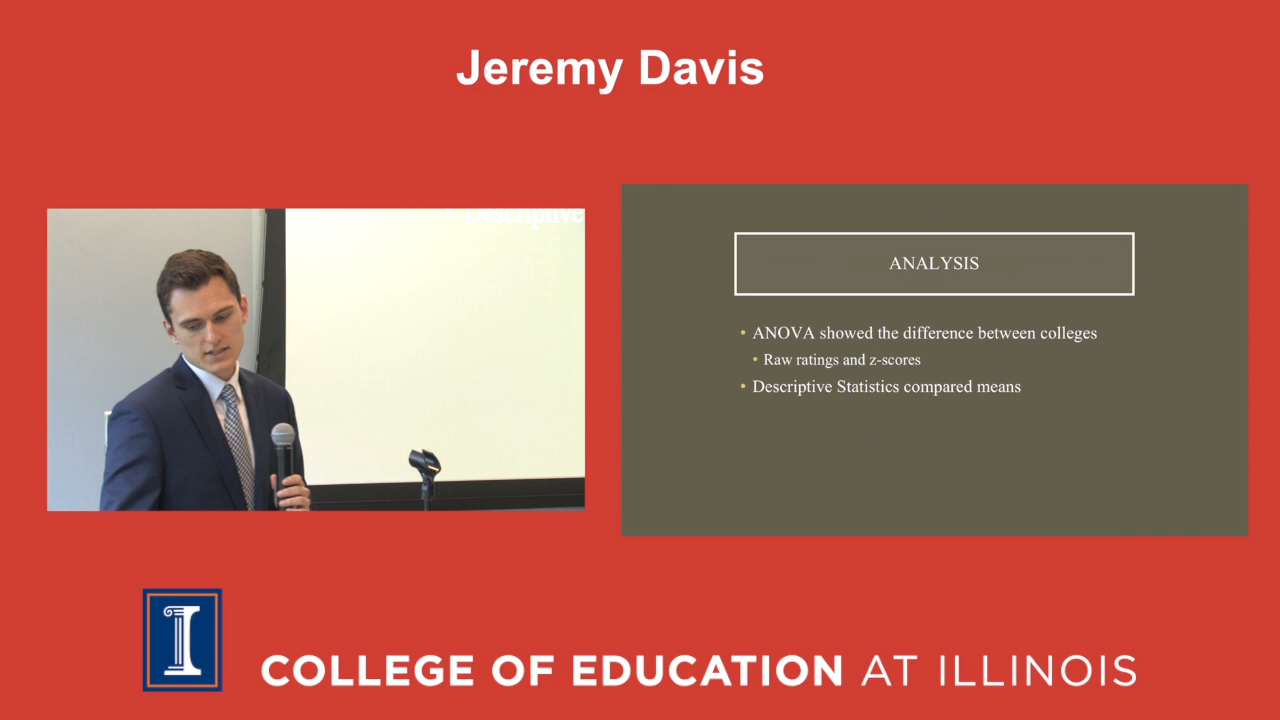 Jeremy Davis
Descriptive
ANALYSIS
• ANOVA showed the difference between colleges
• Raw ratings and z-scores
• Descriptive Statistics compared means
I
COLLEGE OF EDUCATION AT ILLINOIS